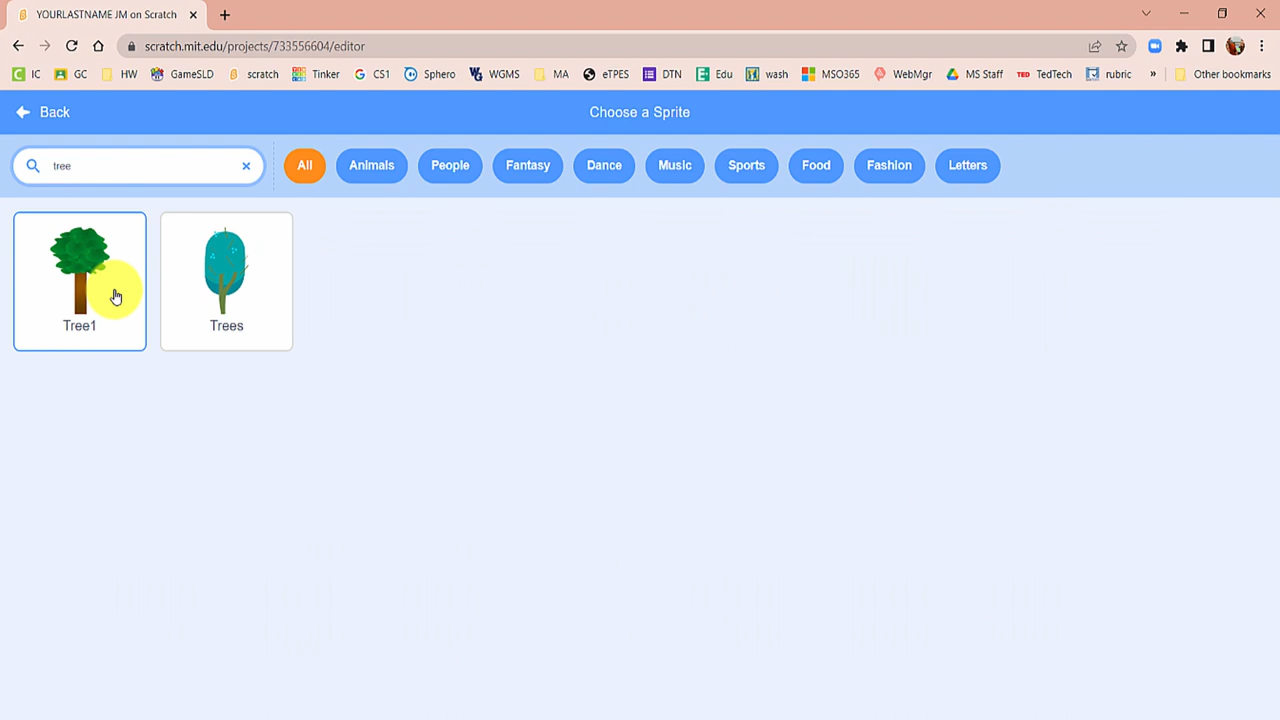 YOURLASTNAME JM on Scratch
scratch.mit.edu/projects/733556604/editor
IC GC HW GameSLD scratch Tinker CS1 Sphero WGMS MA eTPES DTN Edu wash MSO365 WebMgr MS Staff TED TedTech rubric » Other bookmarks
Back
Choose a Sprite
tree
All Animals People Fantasy Dance Music Sports Food Fashion Letters
Tree1 Trees